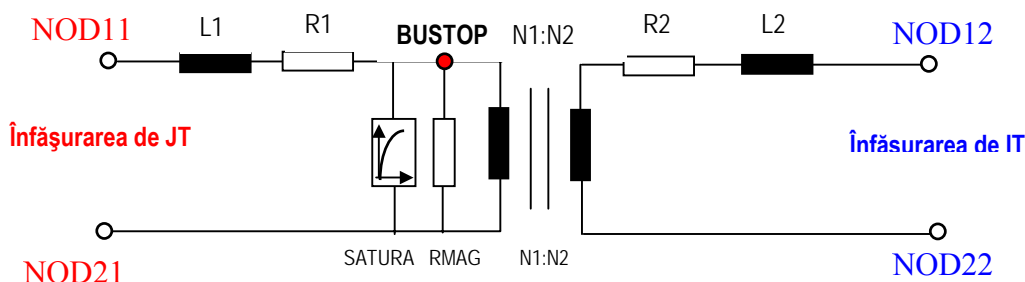 NOD11
L1
R1
BUSTOP
N1:N2
R2
L2
NOD12
Înfăşurarea de JT
Înfăsurarea de IT
NOD21
SATURA
RMAG
N1:N2
NOD22